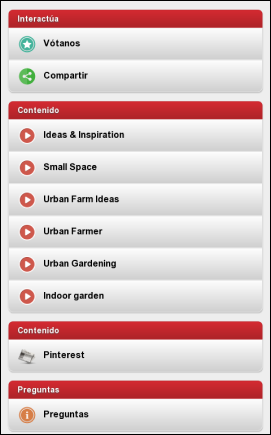 Interactúa
Vótanos
Compartir
Contenido
Ideas & Inspiration
Small Space
Urban Farm Ideas
Urban Farmer
Urban Gardening
Indoor garden
Contenido
Pinterest
Preguntas
Preguntas